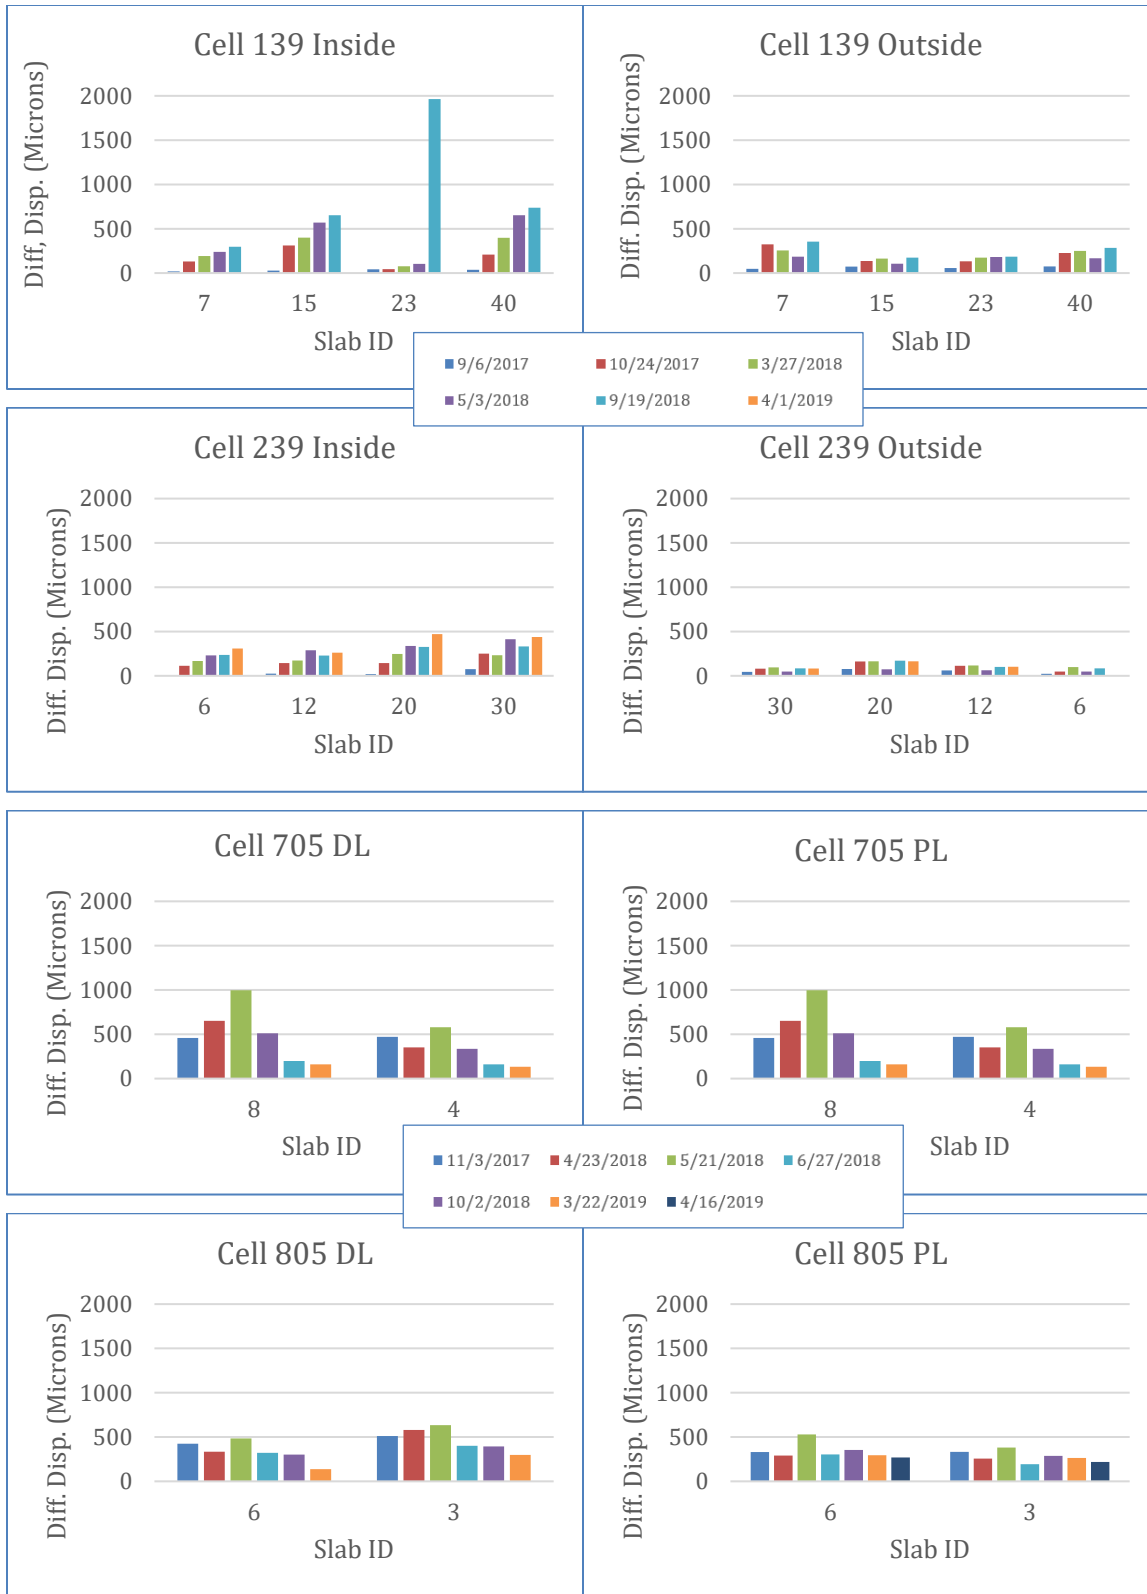 Cell 139 Inside
Diff, Disp. (Microns)
2000
1500
1000
500
0
7 15 23 40
Slab ID
Cell 139 Outside
Diff. Disp. (Microns)
2000
1500
1000
500
0
7 15 23 40
Slab ID
9/6/2017 10/24/2017 3/27/2018
5/3/2018 9/19/2018 4/1/2019
Cell 239 Inside
Diff. Disp. (Microns)
2000
1500
1000
500
0
6 12 20 30
Slab ID
Cell 239 Outside
Diff. Disp. (Microns)
2000
1500
1000
500
0
30 20 12 6
Slab ID
Cell 705 DL
Diff. Disp. (Microns)
2000
1500
1000
500
0
8 4
Slab ID
Cell 705 PL
Diff. Disp. (Microns)
2000
1500
1000
500
0
8 4
Slab ID
11/3/2017 4/23/2018 5/21/2018 6/27/2018
10/2/2018 3/22/2019 4/16/2019
Cell 805 DL
Diff. Disp. (Microns)
2000
1500
1000
500
0
6 3
Slab ID
Cell 805 PL
Diff. Disp. (Microns)
2000
1500
1000
500
0
6 3
Slab ID